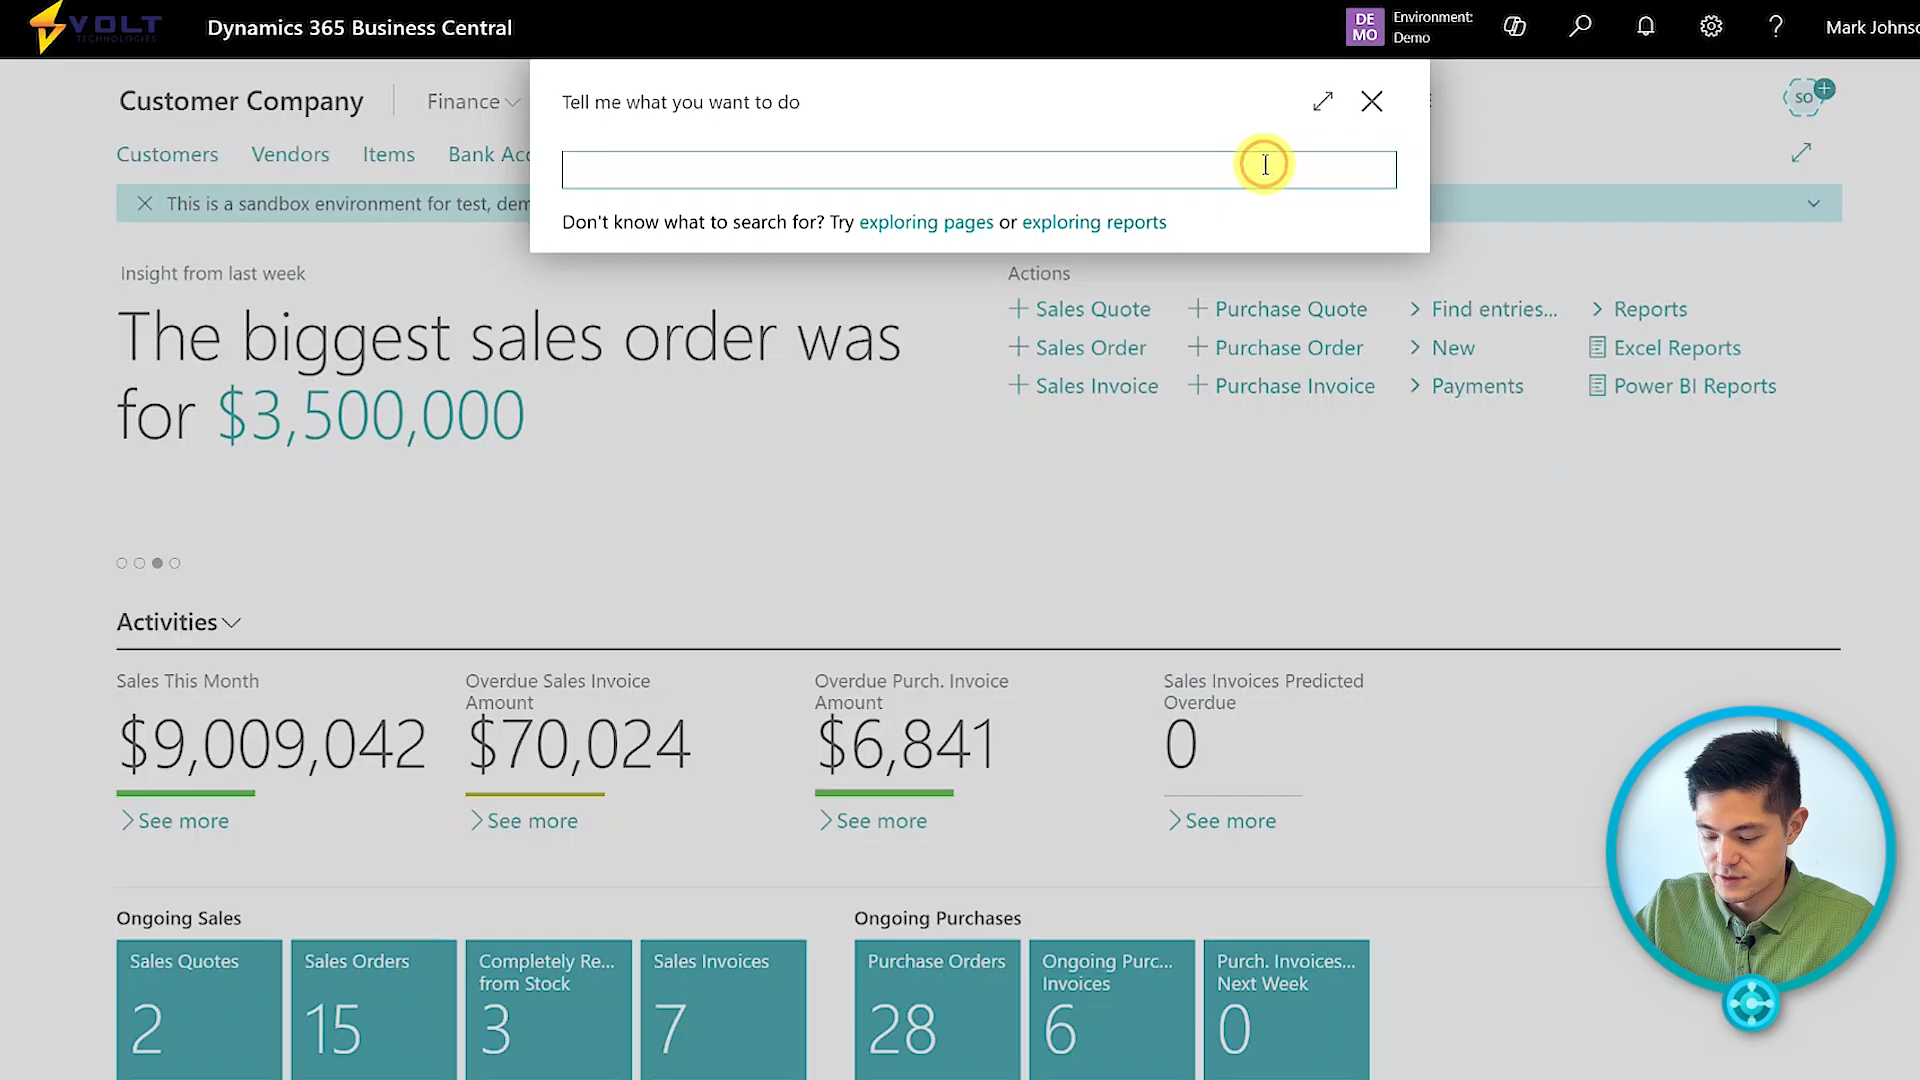 VOLT
TECHNOLOGIES
Dynamics 365 Business Central
DE
MO
Environment:
Demo
Mark Johnso
Tell me what you want to do
Customer Company
Finance
SO
Customers
Vendors
Items
Bank Acc
This is a sandbox environment for test, dem
Don't know what to search for? Try exploring pages or exploring reports
Insight from last week
The biggest sales order was
for $3,500,000
Actions
Sales Quote
Purchase Quote
Find entries...
Reports
Sales Order
Purchase Order
New
Excel Reports
Sales Invoice
Purchase Invoice
Payments
Power BI Reports
Activities
Sales This Month
$9,009,042
See more
Overdue Sales Invoice
Amount
$70,024
See more
Overdue Purch. Invoice
Amount
$6,841
See more
Sales Invoices Predicted
Overdue
0
See more
Ongoing Sales
Sales Quotes
2
Sales Orders
15
Completely Re...
from Stock
3
Sales Invoices
7
Ongoing Purchases
Purchase Orders
28
Ongoing Purc...
Invoices
6
Purch. Invoices...
Next Week
0